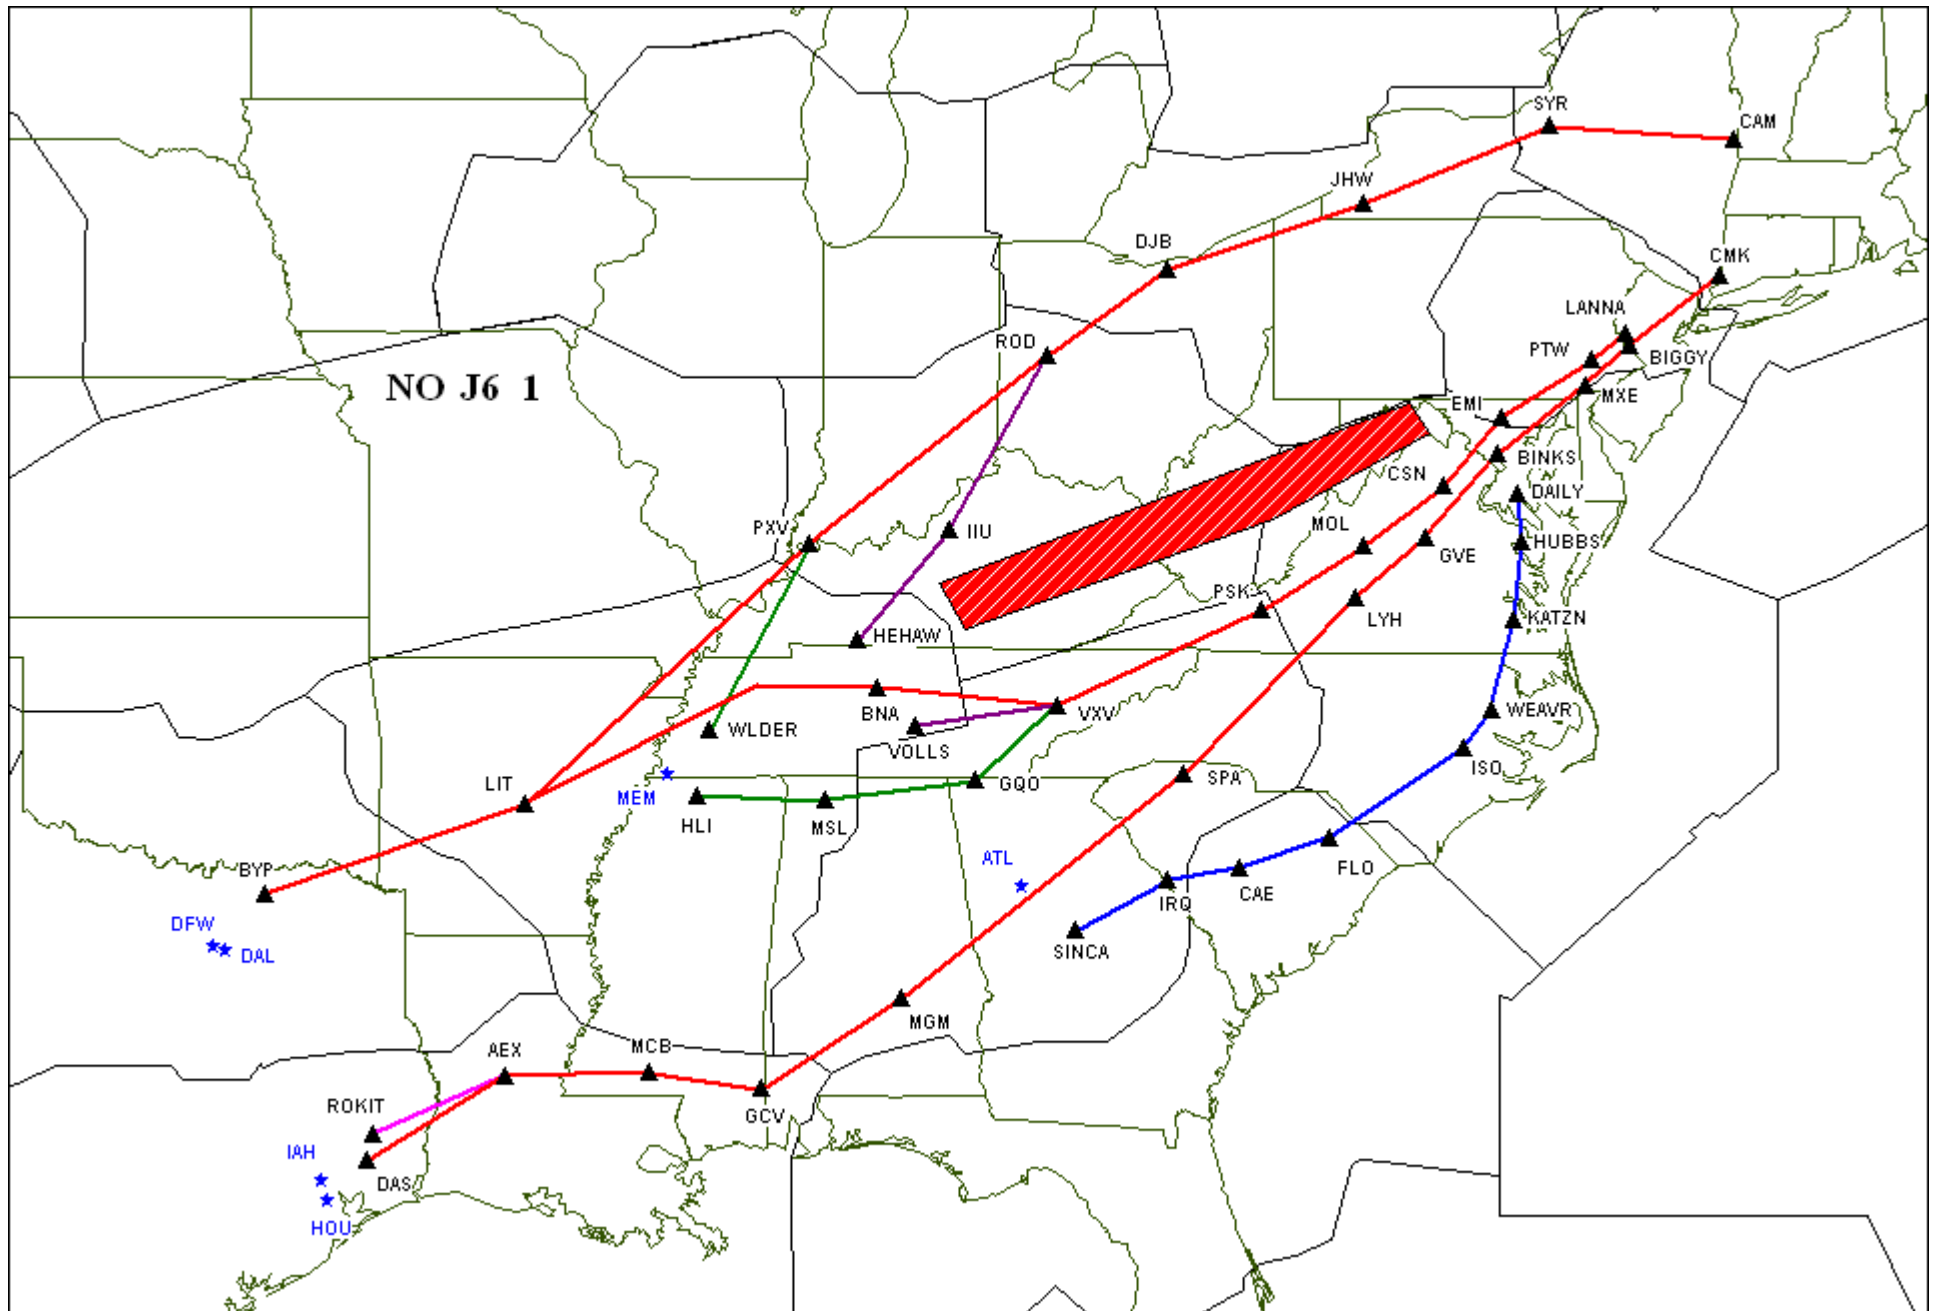 SYR
CAM
JHW
DJB
CMK
LANNA
ROD
PTW
BIGGY
NO J6 1
MXE
EMI
BINKS
CSN
DAILY
PXV
IIU
MOL
HUBBS
GVE
PSK
KATZN
LYH
HEHAW
BNA
VXV
WEAVR
WLDER
VOLLS
ISO
LIT
GQO
SPA
MEM
HLI
MSL
ATL
BYP
FLO
CAE
IRQ
DFW
DAL
SINCA
MGM
AEX
MCB
ROKIT
GCV
IAH
DAS
HOU